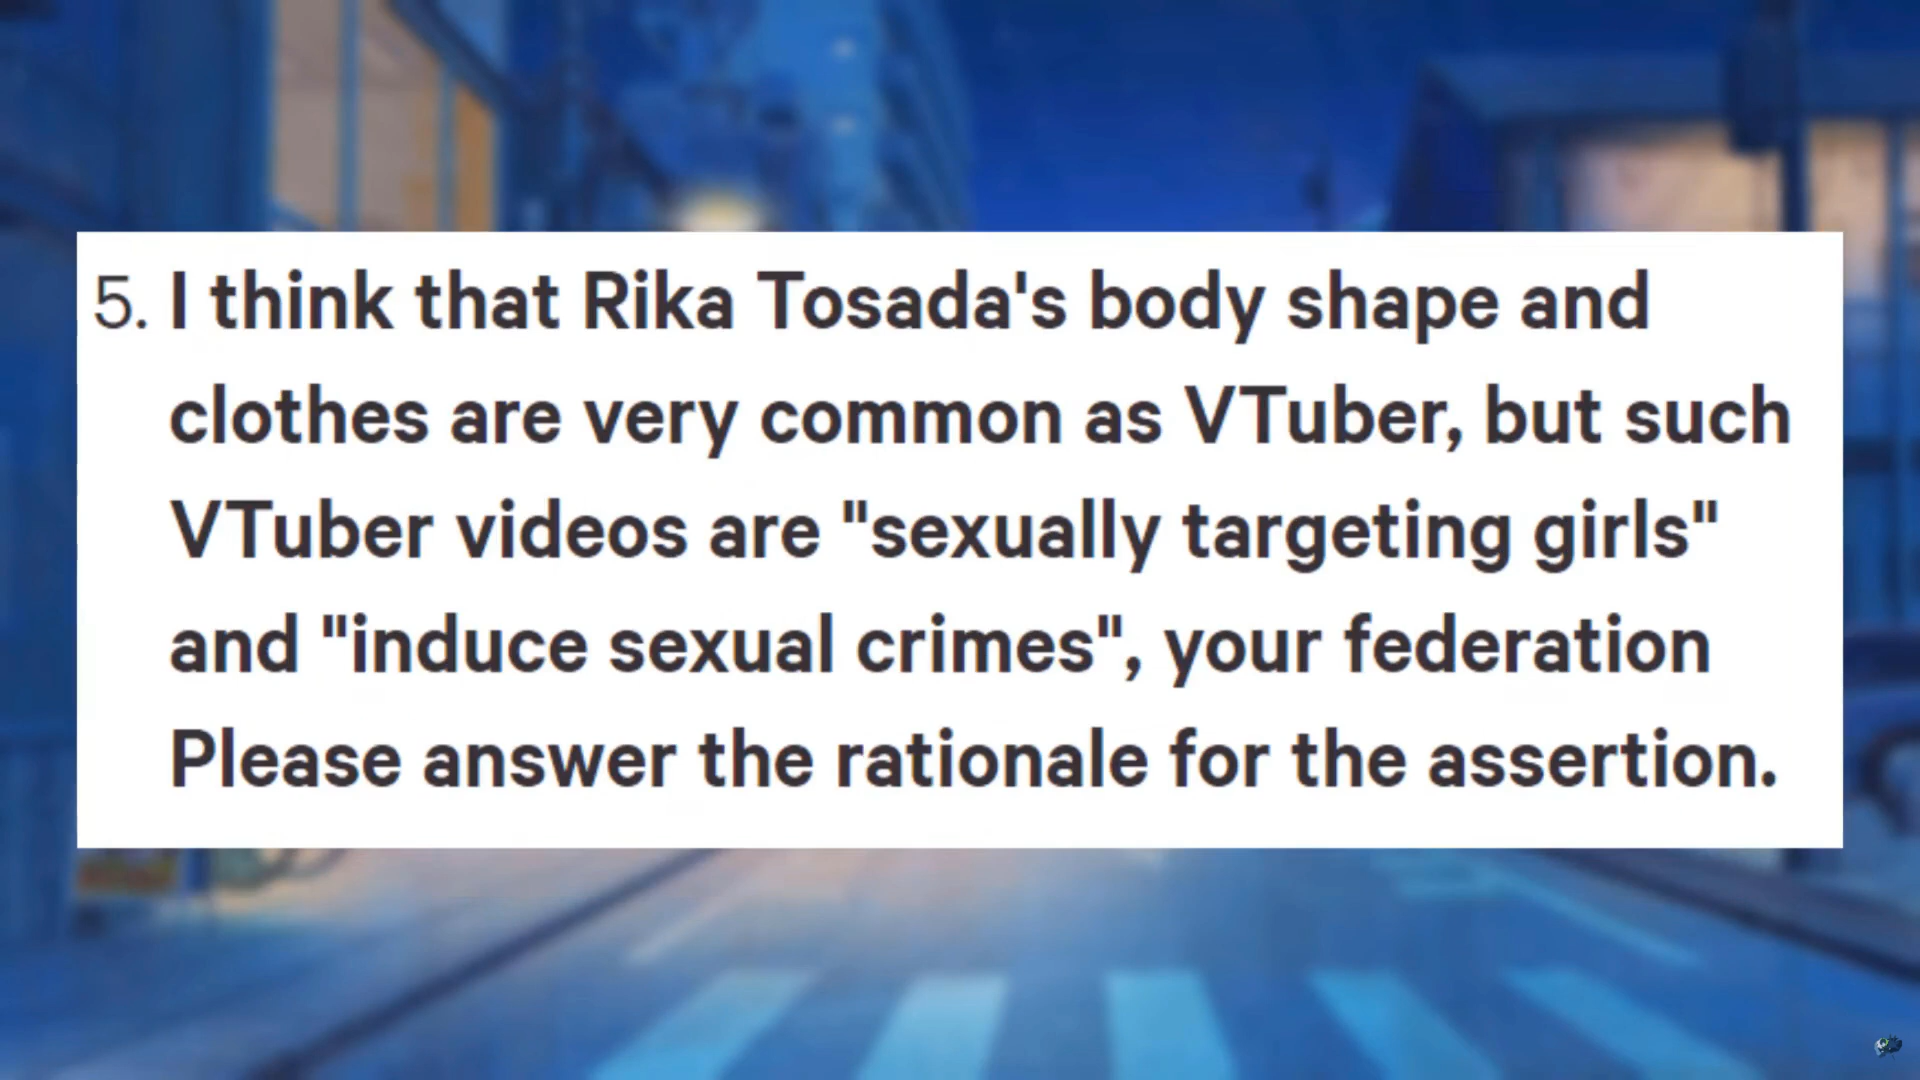 5. I think that Rika Tosada's body shape and
clothes are very common as VTuber, but such
VTuber videos are "sexually targeting girls"
and "induce sexual crimes", your federation
Please answer the rationale for the assertion.